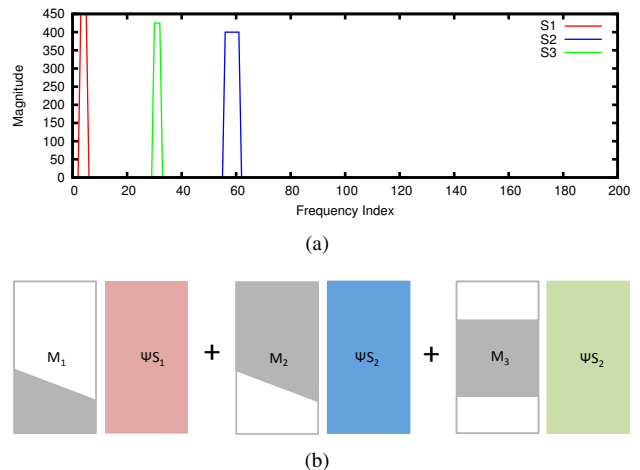 450
400
350
300
250
200
150
100
50
0
Magnitude
S1
S2
S3
0 20 40 60 80 100 120 140 160 180 200
Frequency Index
(a)
M1 ΨS1 + M2 ΨS2 + M3 ΨS2
(b)